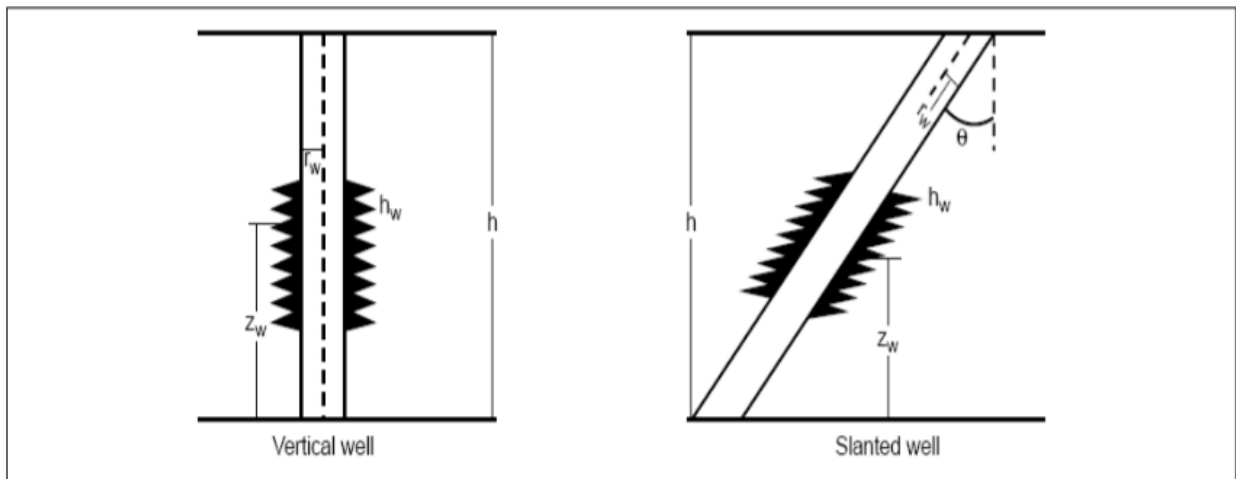 r_w
h_w
h
z_w
Vertical well
r_w
θ
h_w
h
z_w
Slanted well